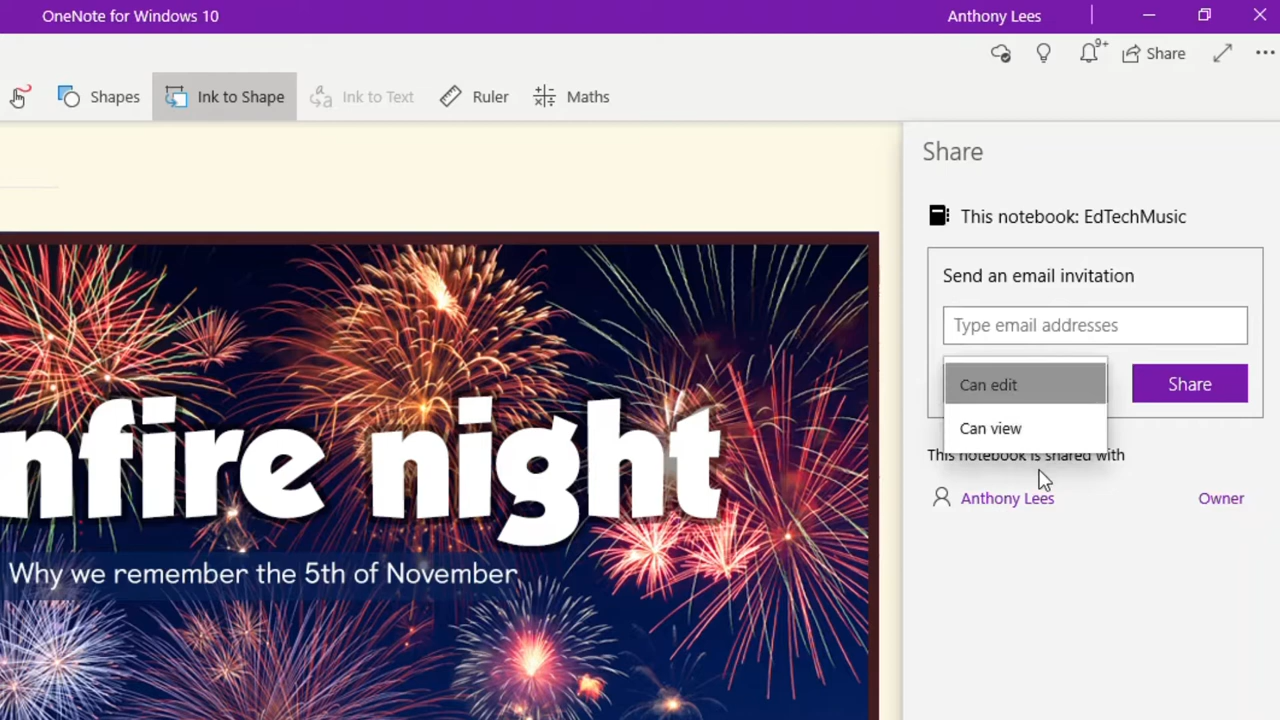 OneNote for Windows 10
Anthony Lees
9+
Share
Shapes
Ink to Shape
Ink to Text
Ruler
Maths
Share
This notebook: EdTechMusic
Send an email invitation
Type email addresses
Can edit
Share
Can view
This notebook is shared with
Anthony Lees
Owner
nfire night
Why we remember the 5th of November